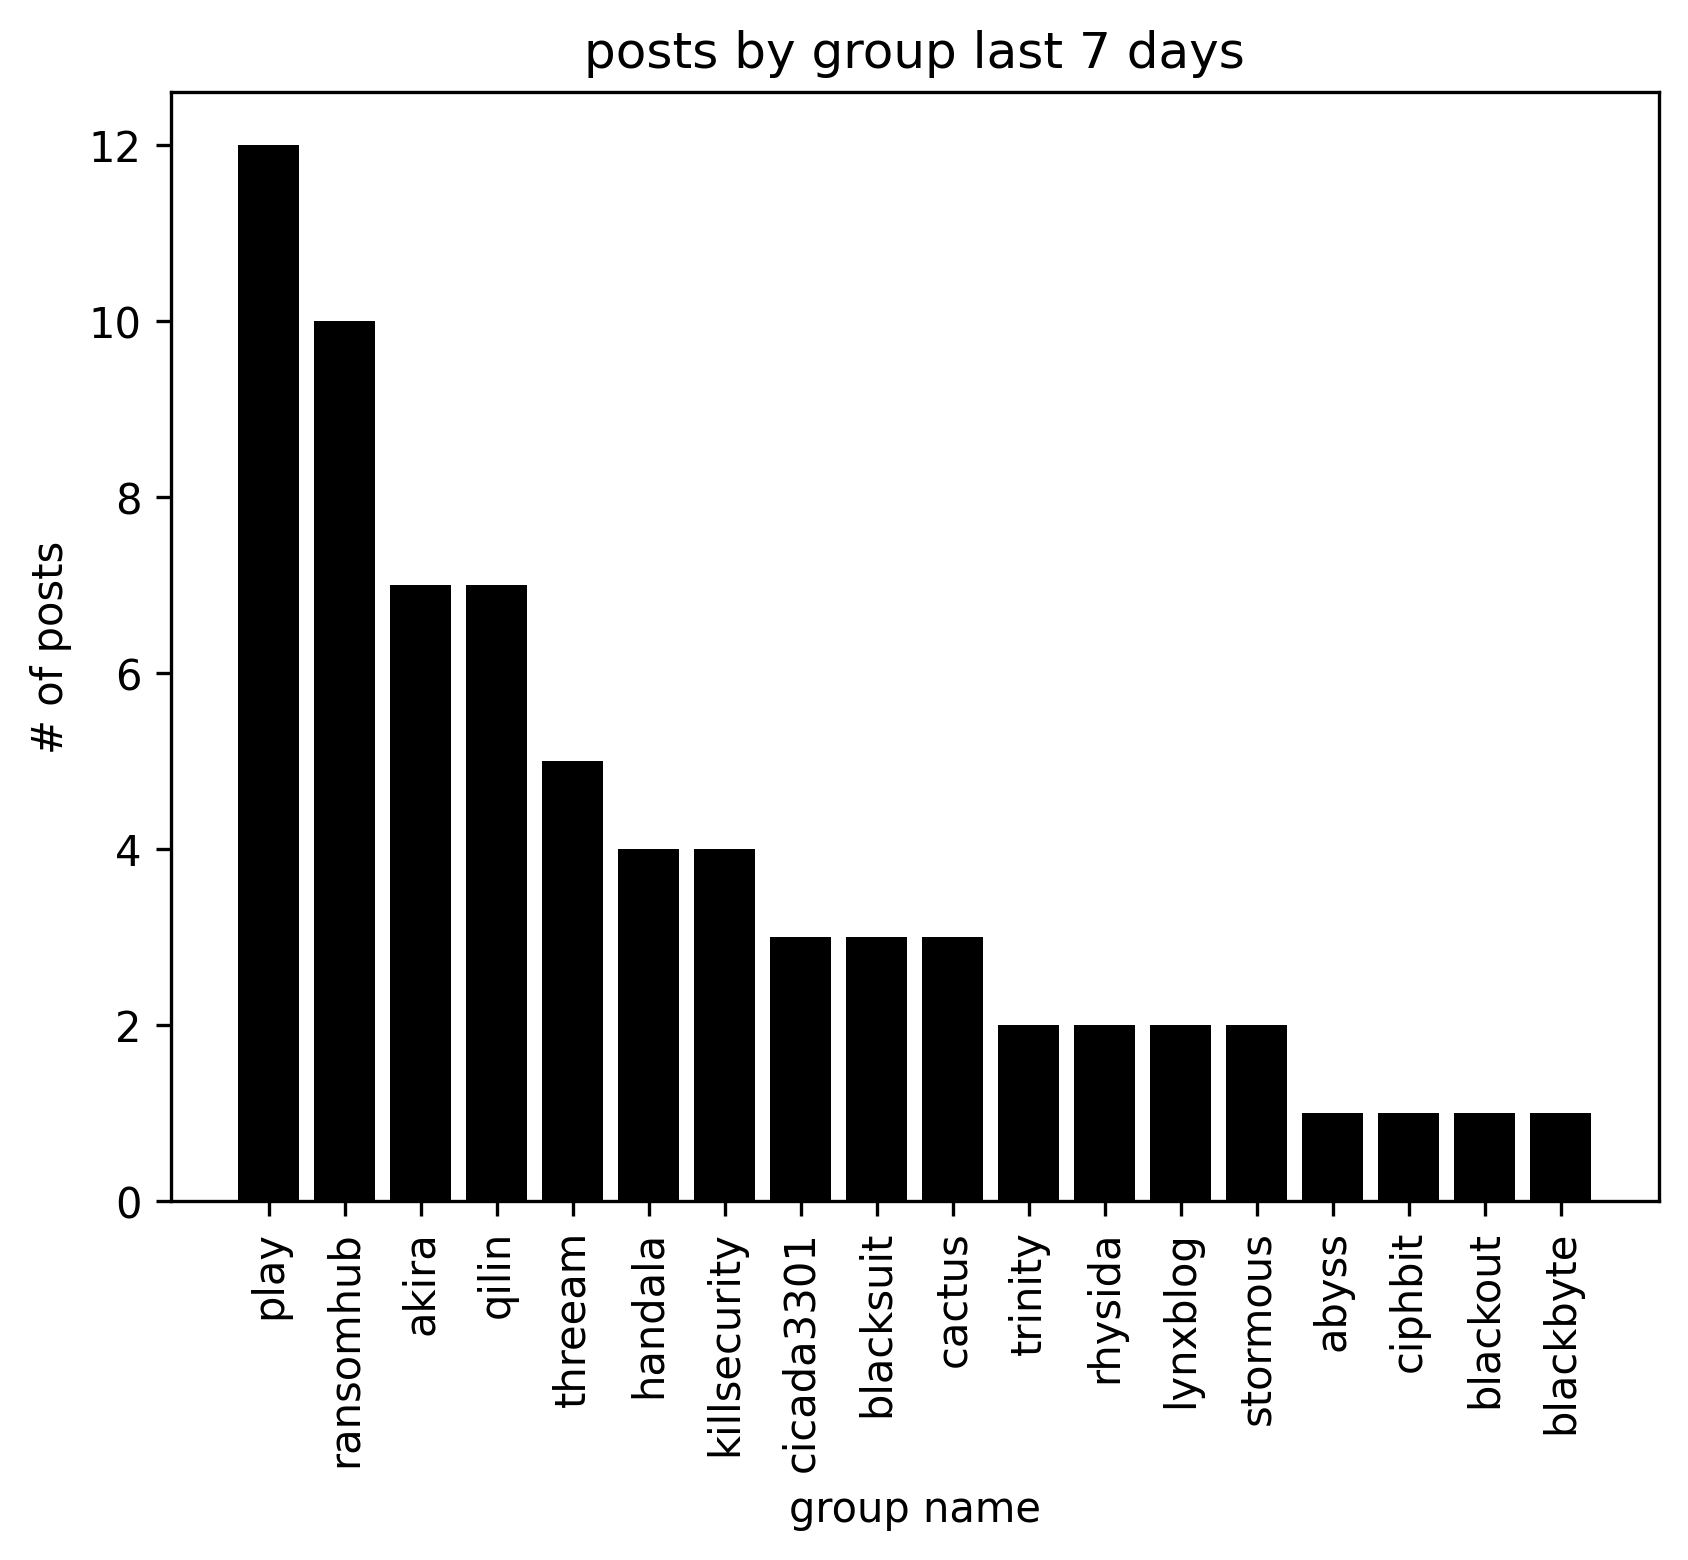 posts by group last 7 days
12
10
8
6
4
2
0
# of posts
play
ransomhub
akira
qilin
threeam
handala
killsecurity
cicada3301
blacksuit
cactus
trinity
rhysida
lynxblog
stormous
abyss
ciphbit
blackout
blackbyte
group name